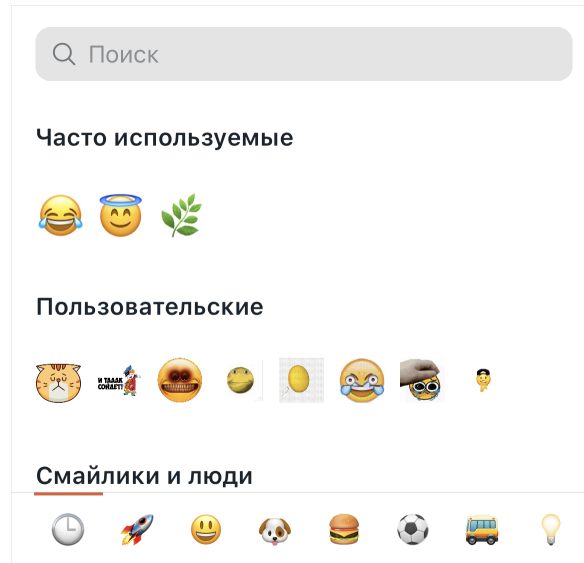 Поиск
Часто используемые
Пользовательские
И ТАААК
СОЙДЕТ!
Смайлики и люди